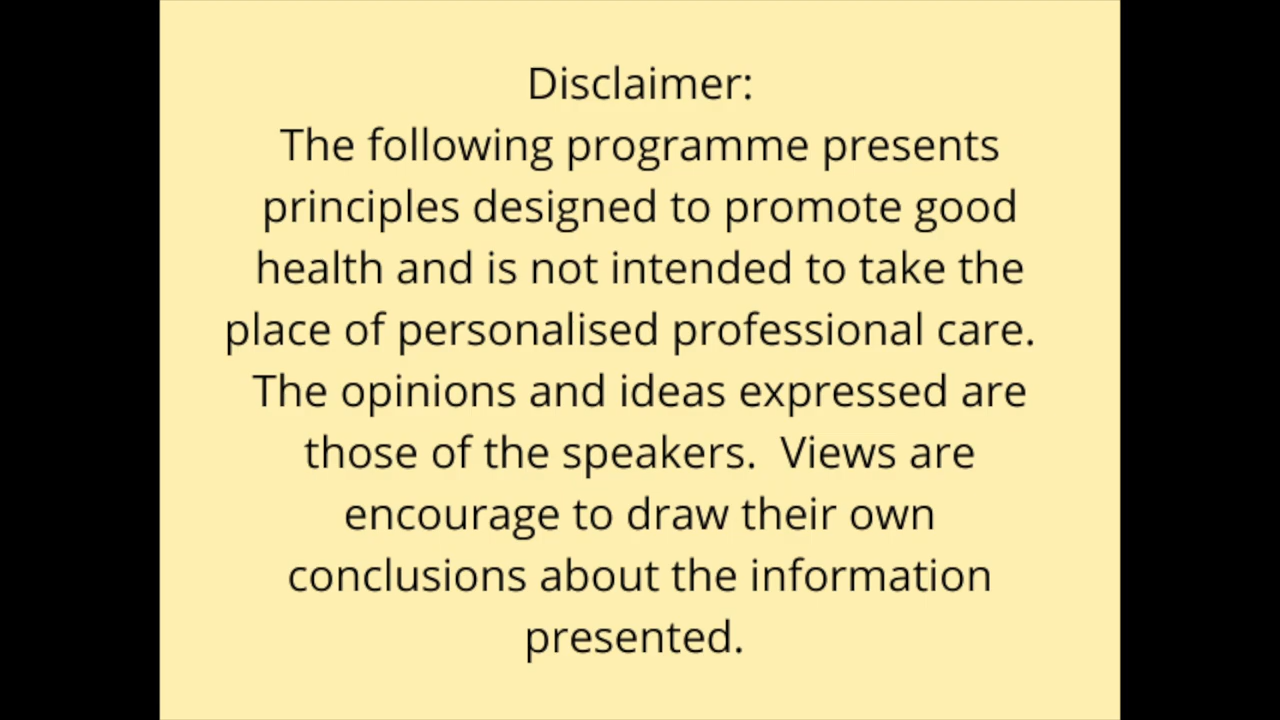 Disclaimer:
The following programme presents
principles designed to promote good
health and is not intended to take the
place of personalised professional care.
The opinions and ideas expressed are
those of the speakers.  Views are
encourage to draw their own
conclusions about the information
presented.